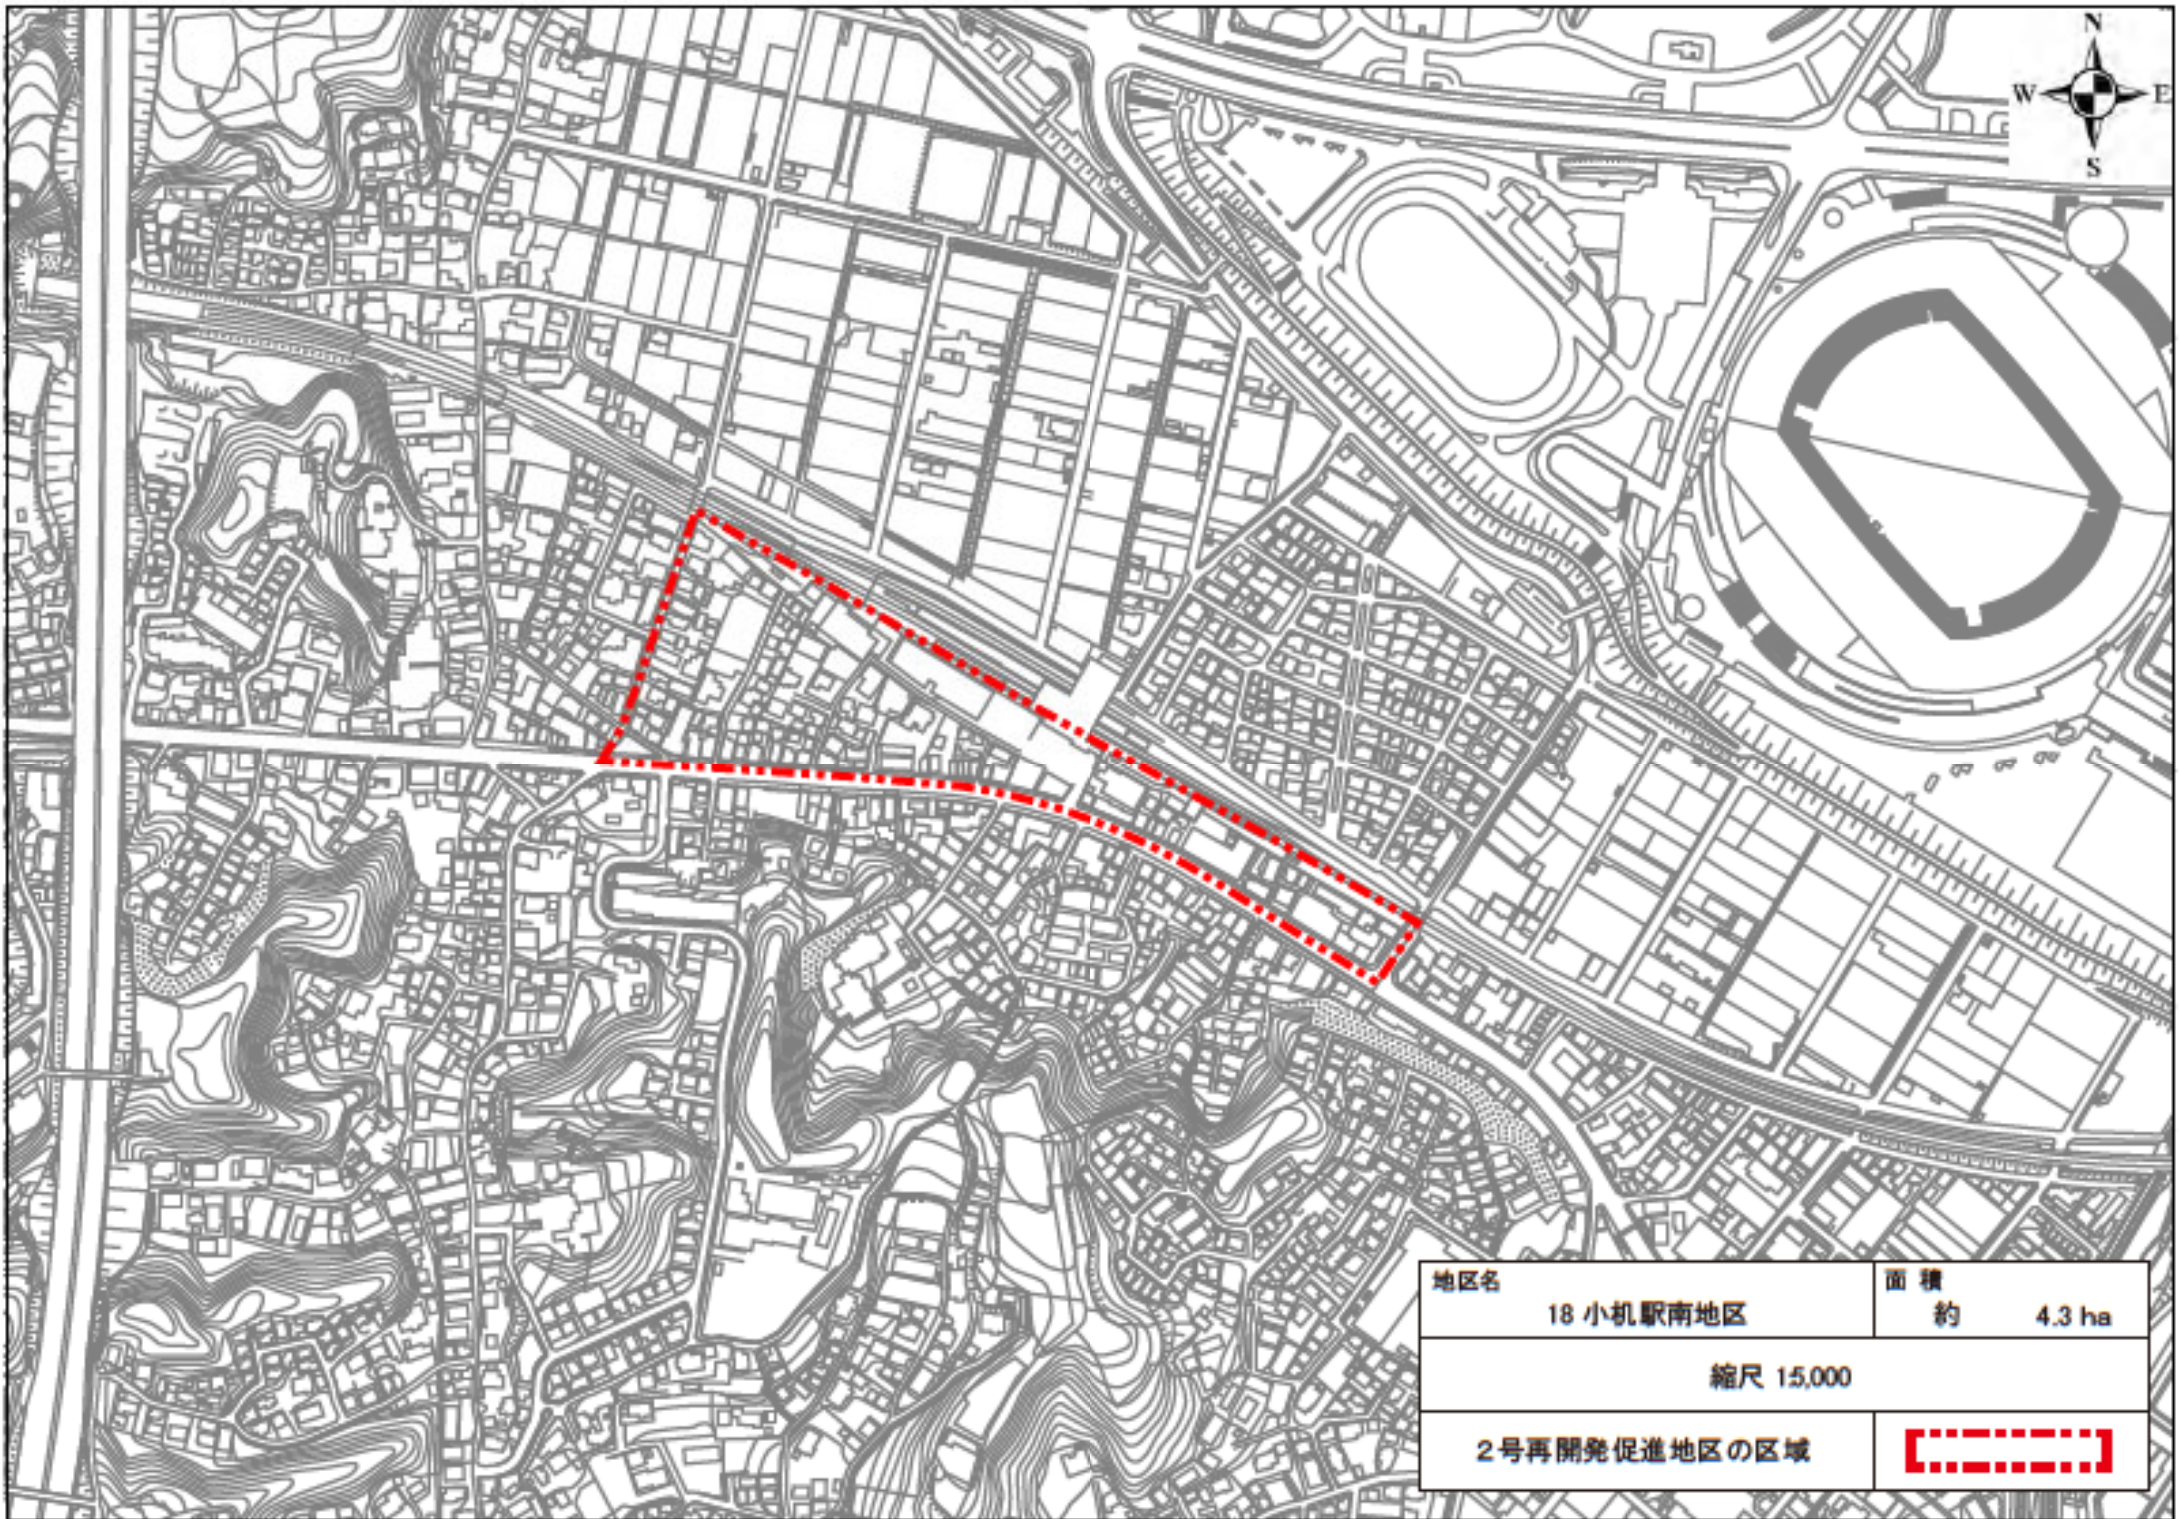 N
W E
S
地区名
18 小机駅南地区
面 積
約 4.3 ha
縮尺 15,000
2号再開発促進地区の区域